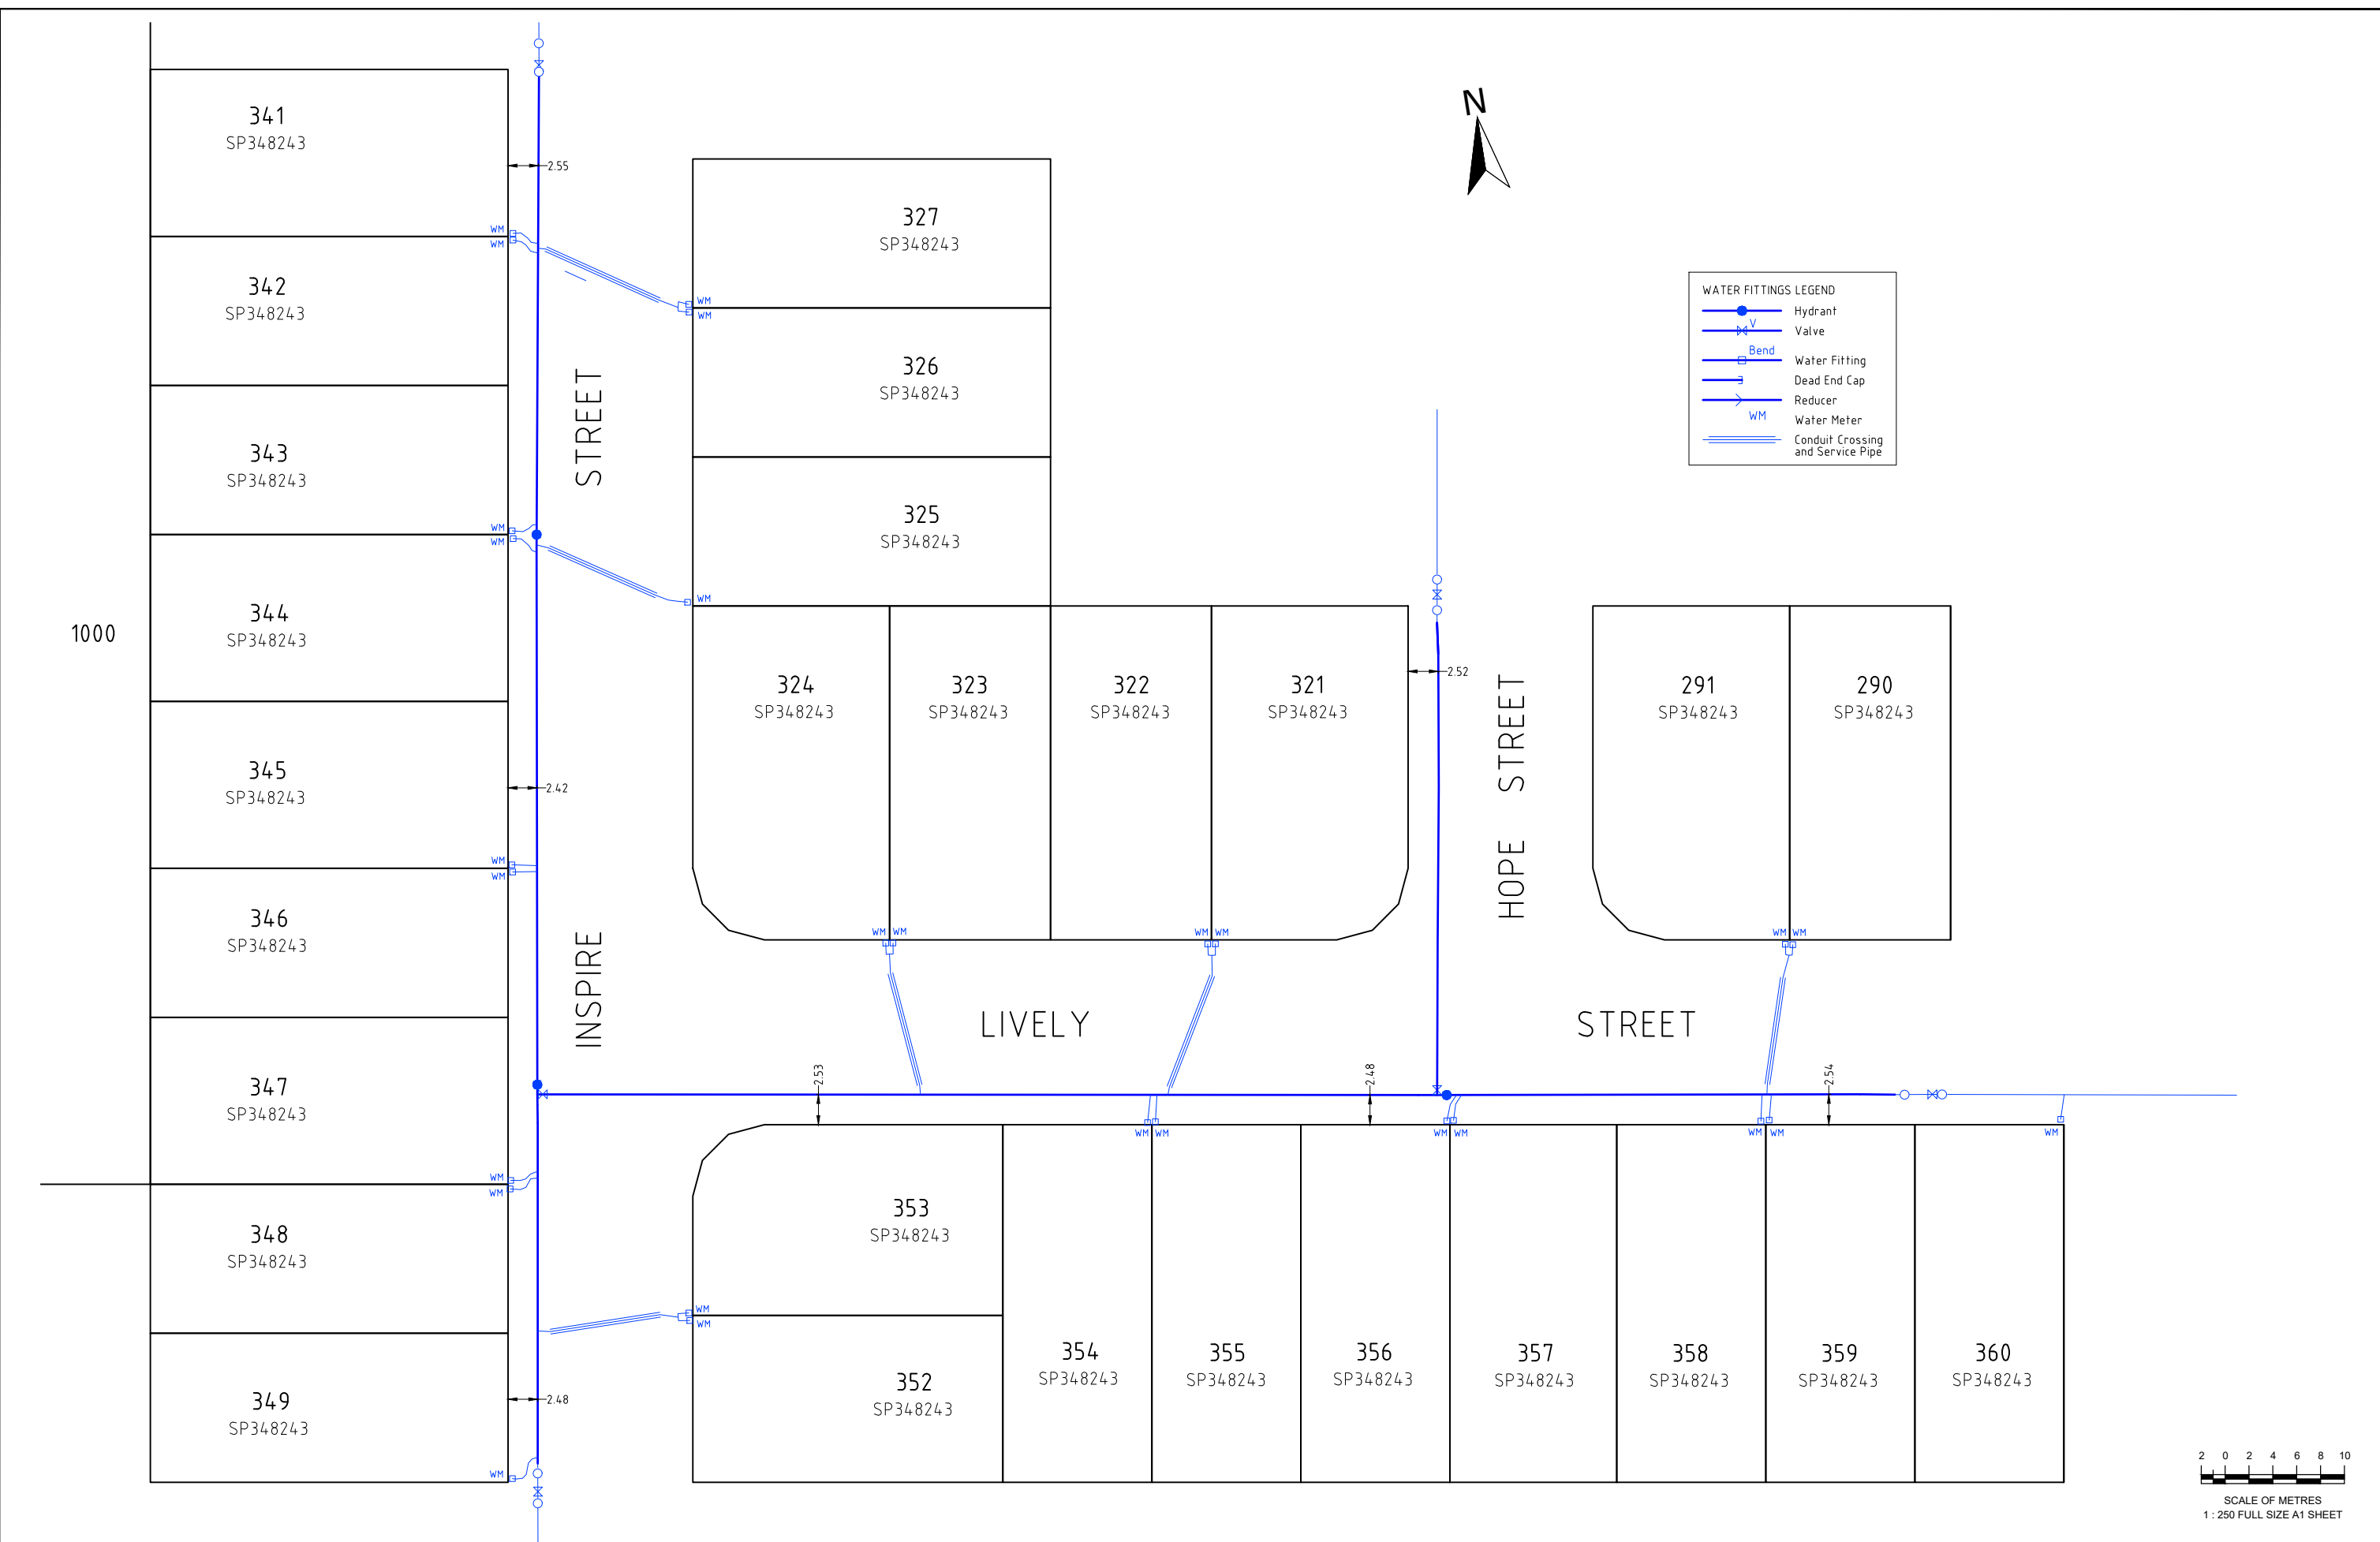 N
341
SP348243
2.55
WM
WM
342
SP348243
343
SP348243
WM
WM
344
SP348243
1000
345
SP348243
2.42
WM
WM
346
SP348243
347
SP348243
WM
WM
348
SP348243
349
SP348243
2.48
WM
INSPIRE STREET
327
SP348243
WM
WM
326
SP348243
325
SP348243
WM
324
SP348243
323
SP348243
322
SP348243
321
SP348243
2.52
WM WM
WM WM
HOPE STREET
291
SP348243
290
SP348243
WM WM
LIVELY STREET
2.53
2.48
2.54
WM WM
WM WM
WM WM
WM
353
SP348243
WM
WM
352
SP348243
354
SP348243
355
SP348243
356
SP348243
357
SP348243
358
SP348243
359
SP348243
360
SP348243
WATER FITTINGS LEGEND
Hydrant
V
Valve
Bend
Water Fitting
Dead End Cap
Reducer
WM
Water Meter
Conduit Crossing
and Service Pipe
2 0 2 4 6 8 10
SCALE OF METRES
1 : 250 FULL SIZE A1 SHEET